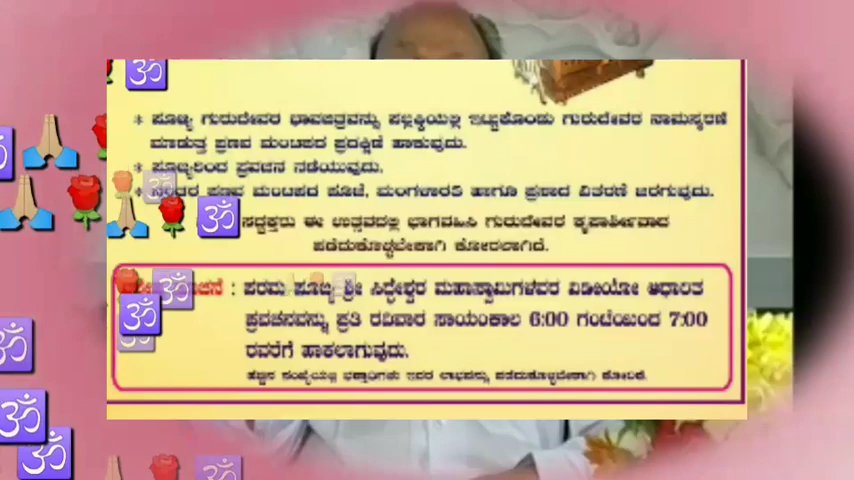 * ಪೂಜ್ಯ ಗುರುದೇವರ ಭಾವಚಿತ್ರವನ್ನು ಪಲ್ಲಕ್ಕಿಯಲ್ಲಿ ಇಟ್ಟುಕೊಂಡು ಗುರುದೇವರ ನಾಮಸ್ಮರಣೆ
ಮಾಡುತ್ತ ಪ್ರಣವ ಮಂಟಪದ ಪ್ರದಕ್ಷಿಣೆ ಹಾಕುವುದು.
* ಪೂಜ್ಯರಿಂದ ಪ್ರವಚನ ನಡೆಯುವುದು.
* ನಂತರ ಪ್ರಣವ ಮಂಟಪದ ಪೂಜೆ, ಮಂಗಳಾರತಿ ಹಾಗೂ ಪ್ರಸಾದ ವಿತರಣೆ ಜರಗುವುದು.
ಸದ್ಭಕ್ತರು ಈ ಉತ್ಸವದಲ್ಲಿ ಭಾಗವಹಿಸಿ ಗುರುದೇವರ ಕೃಪಾಶೀರ್ವಾದ
ಪಡೆದುಕೊಳ್ಳಬೇಕಾಗಿ ಕೋರಲಾಗಿದೆ.
: ಪರಮ ಪೂಜ್ಯ ಶ್ರೀ ಸಿದ್ಧೇಶ್ವರ ಮಹಾಸ್ವಾಮಿಗಳವರ ವಿಡೀಯೋ ಆಧಾರಿತ
ಪ್ರವಚನವನ್ನು ಪ್ರತಿ ರವಿವಾರ ಸಾಯಂಕಾಲ 6:00 ಗಂಟೆಯಿಂದ 7:00
ರವರೆಗೆ ಹಾಕಲಾಗುವುದು.
ಹೆಚ್ಚಿನ ಸಂಖ್ಯೆಯಲ್ಲಿ ಭಕ್ತಾದಿಗಳು ಇದರ ಲಾಭವನ್ನು ಪಡೆದುಕೊಳ್ಳಬೇಕಾಗಿ ಕೋರಿಕೆ.